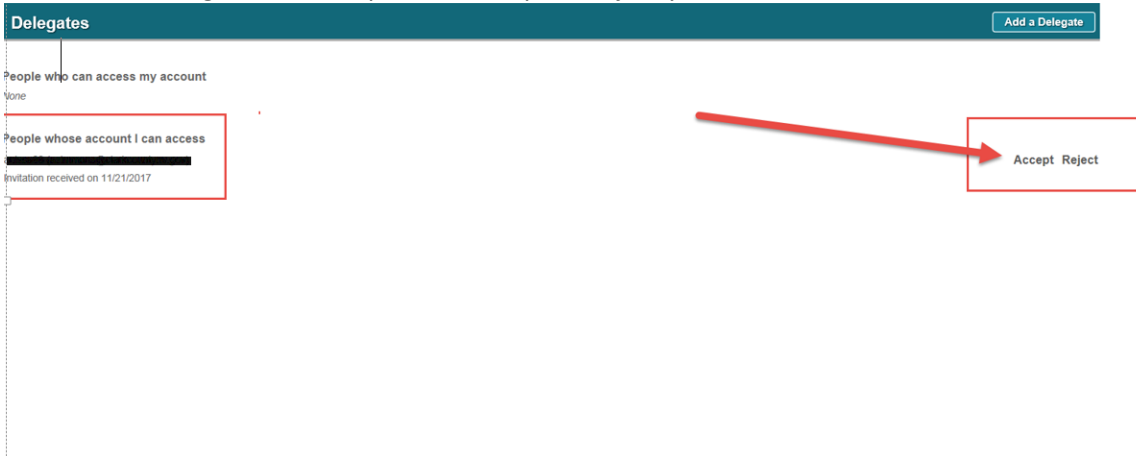 Delegates
Add a Delegate
People who can access my account
None
People whose account I can access
Invitation received on 11/21/2017
Accept Reject